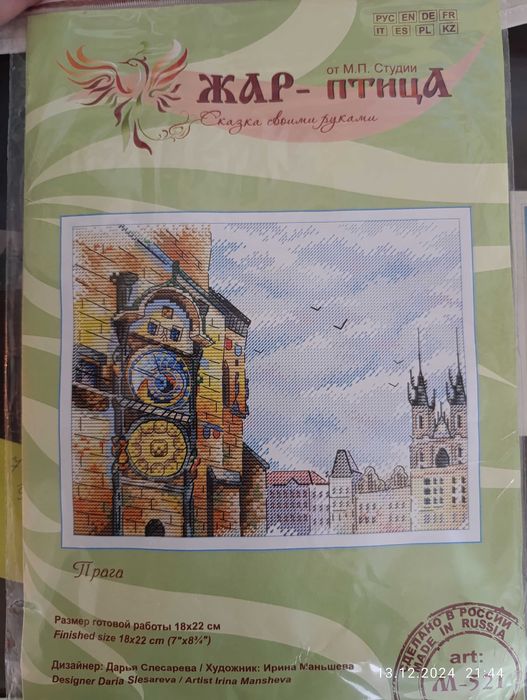 РУС EN DE FR
IT ES PL KZ
от М.П. Студии
ЖАР-ПТИЦА
Сказка своими руками
Прага
Размер готовой работы 18х22 см
Finished size 18x22 cm (7"x8¾")
Дизайнер: Дарья Слесарева / Художник: Ирина Маньшева
Designer Daria Slesareva / Artist Irina Mansheva
СДЕЛАНО В РОССИИ
MADE IN RUSSIA
art:
М-521
13.12.2024 21:44